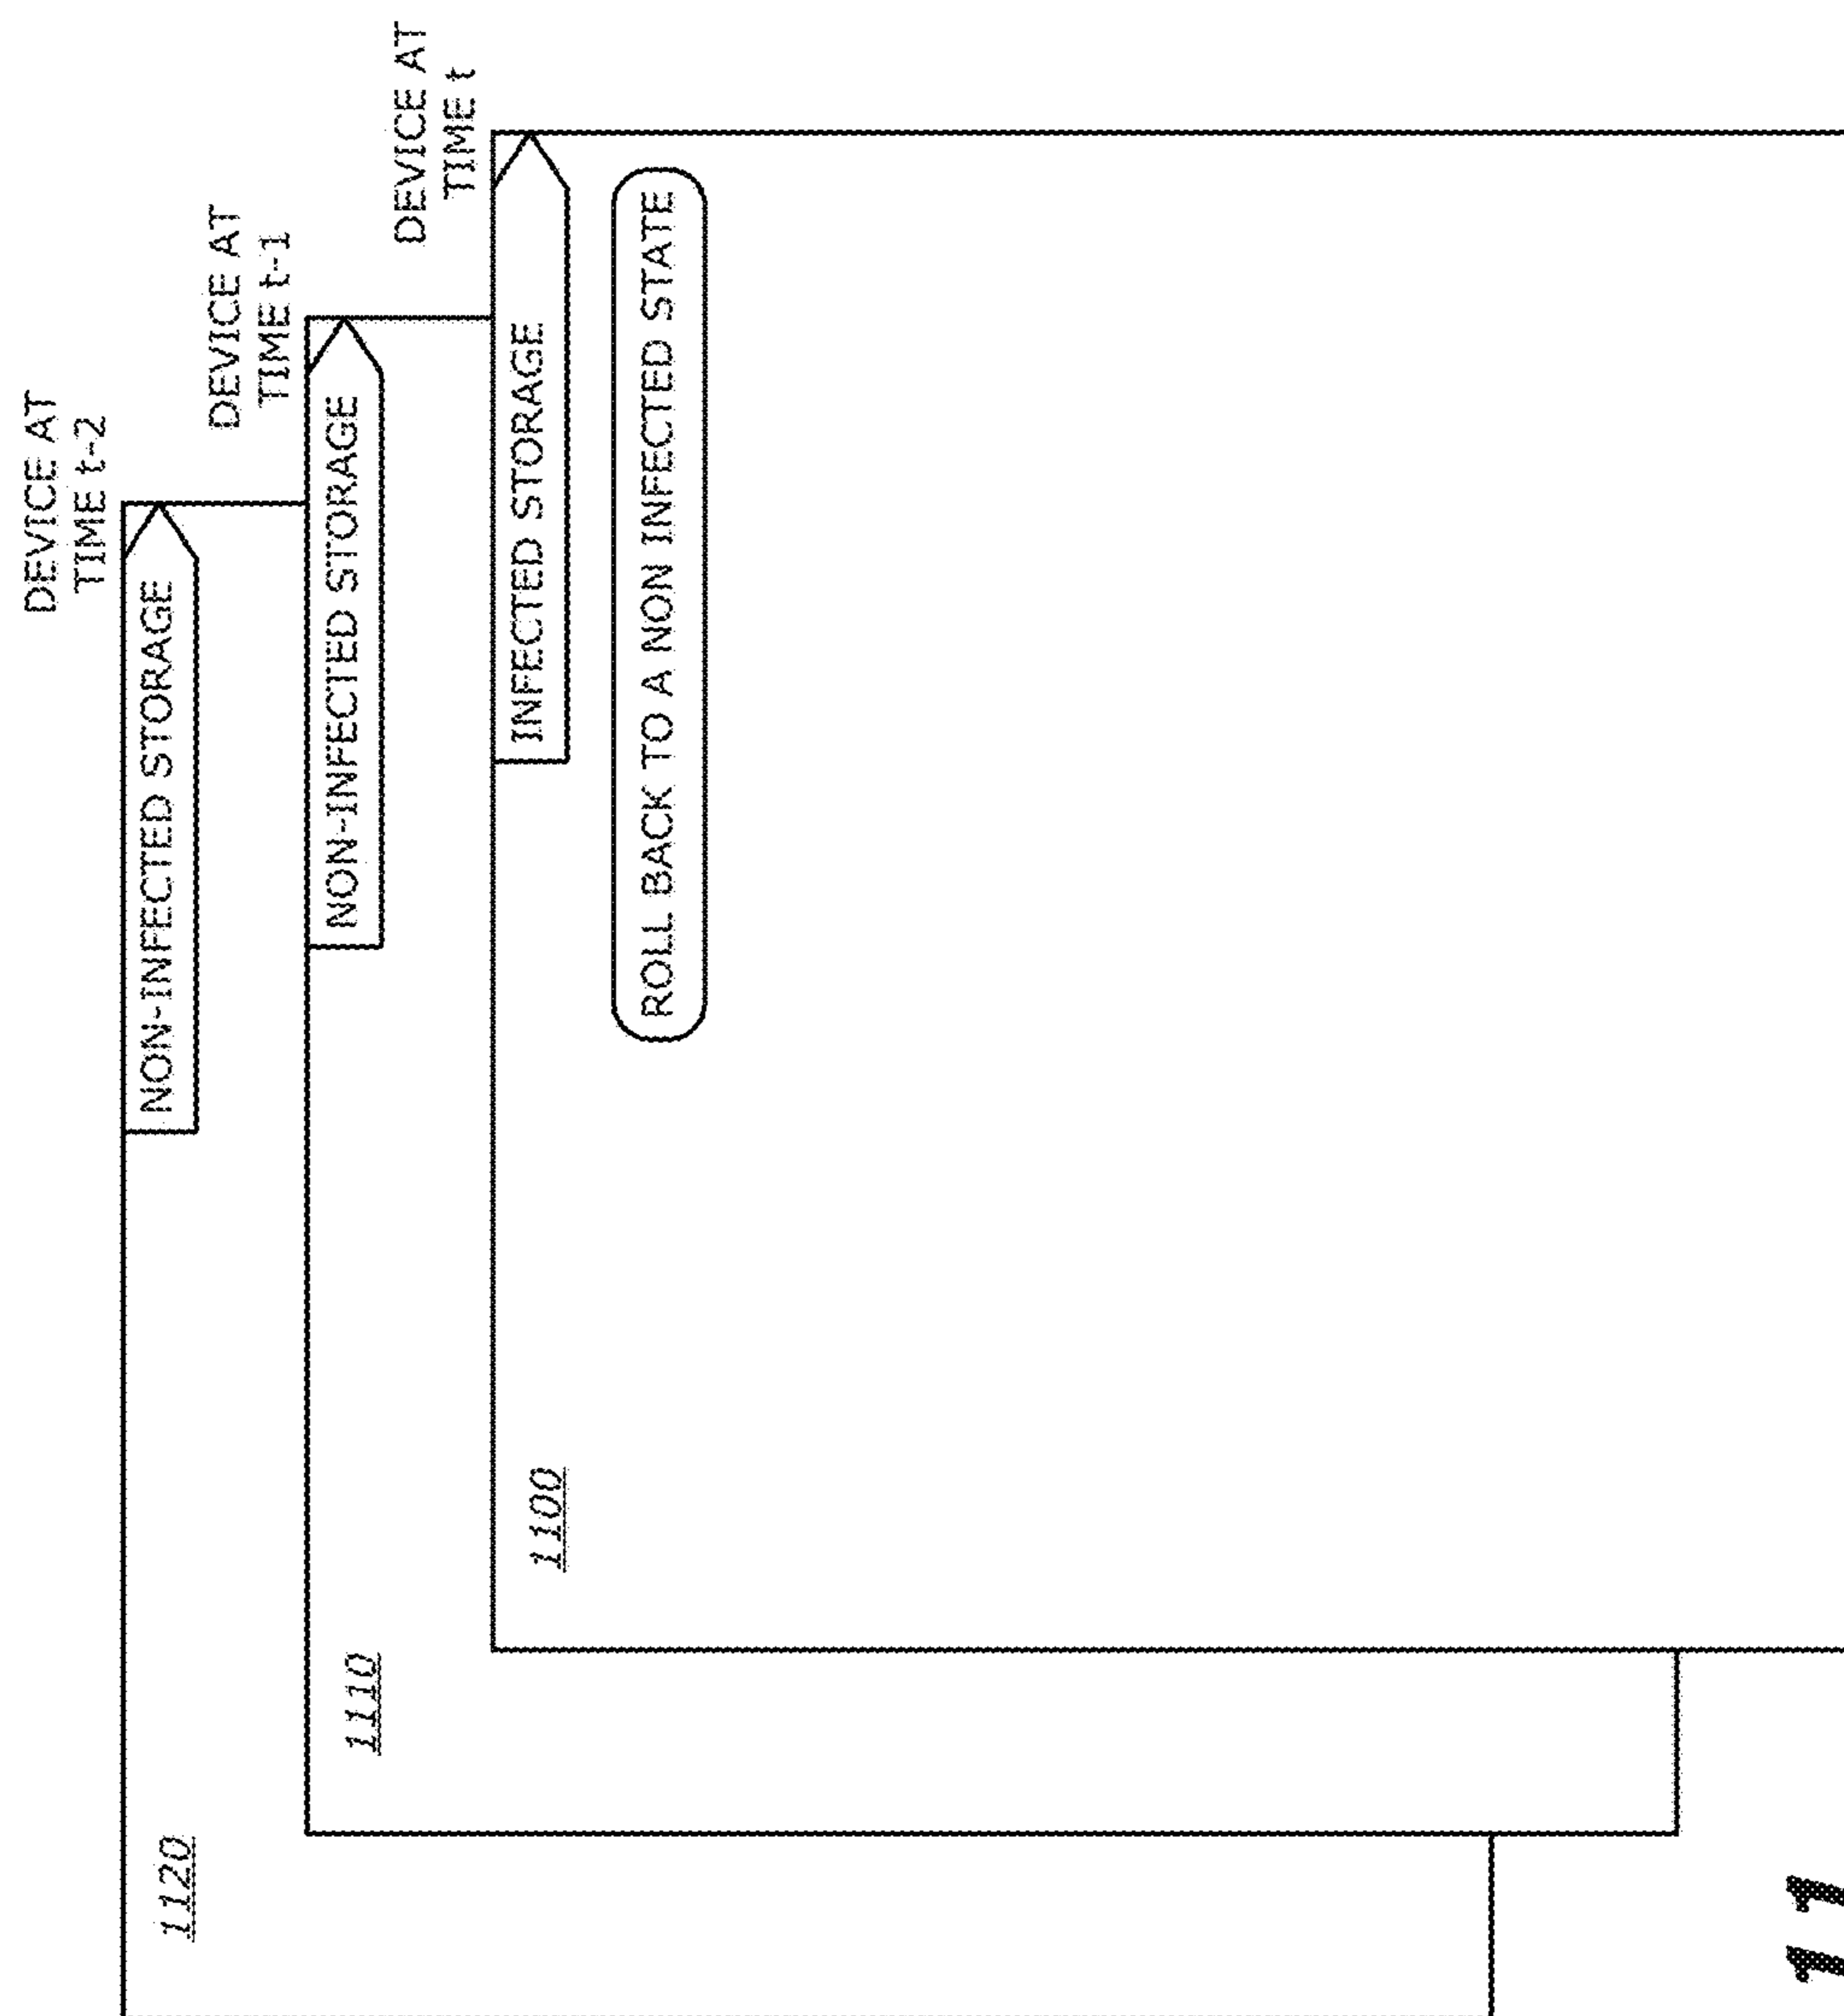 DEVICE AT
TIME t-2
1120
NON-INFECTED STORAGE
DEVICE AT
TIME t-1
1110
NON-INFECTED STORAGE
DEVICE AT
TIME t
1100
INFECTED STORAGE
ROLL BACK TO A NON INFECTED STATE
11